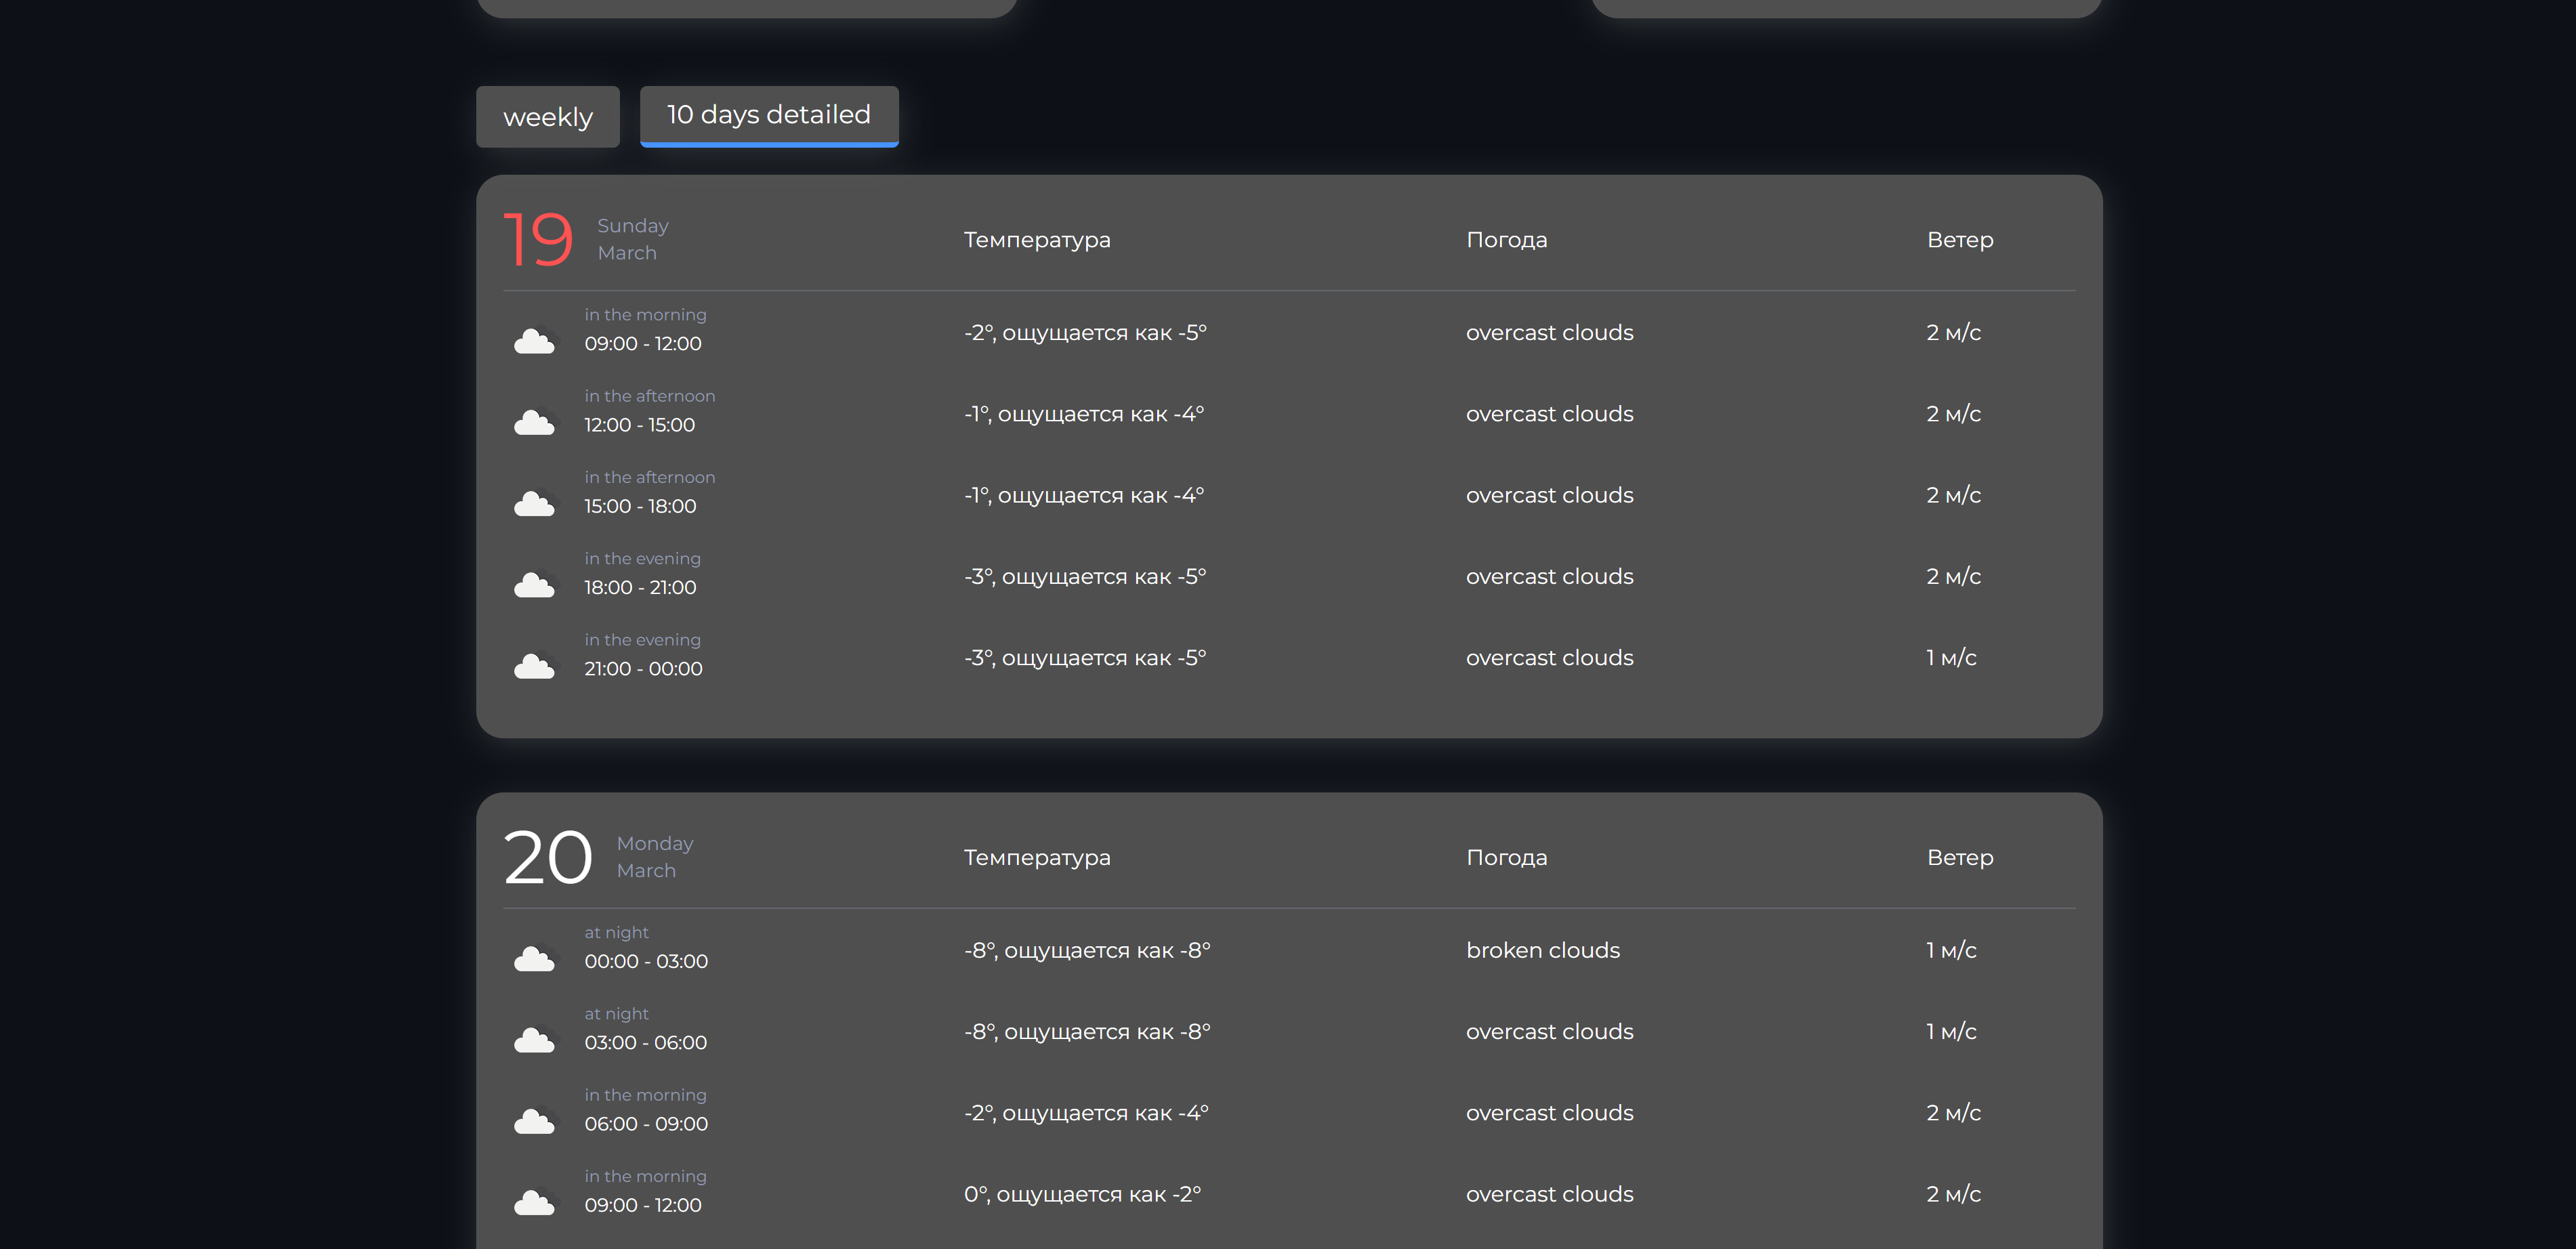 weekly
10 days detailed
19
Sunday
March
Температура
Погода
Ветер
in the morning
09:00 - 12:00
-2°, ощущается как -5°
overcast clouds
2 м/с
in the afternoon
12:00 - 15:00
-1°, ощущается как -4°
overcast clouds
2 м/с
in the afternoon
15:00 - 18:00
-1°, ощущается как -4°
overcast clouds
2 м/с
in the evening
18:00 - 21:00
-3°, ощущается как -5°
overcast clouds
2 м/с
in the evening
21:00 - 00:00
-3°, ощущается как -5°
overcast clouds
1 м/с
20
Monday
March
Температура
Погода
Ветер
at night
00:00 - 03:00
-8°, ощущается как -8°
broken clouds
1 м/с
at night
03:00 - 06:00
-8°, ощущается как -8°
overcast clouds
1 м/с
in the morning
06:00 - 09:00
-2°, ощущается как -4°
overcast clouds
2 м/с
in the morning
09:00 - 12:00
0°, ощущается как -2°
overcast clouds
2 м/с